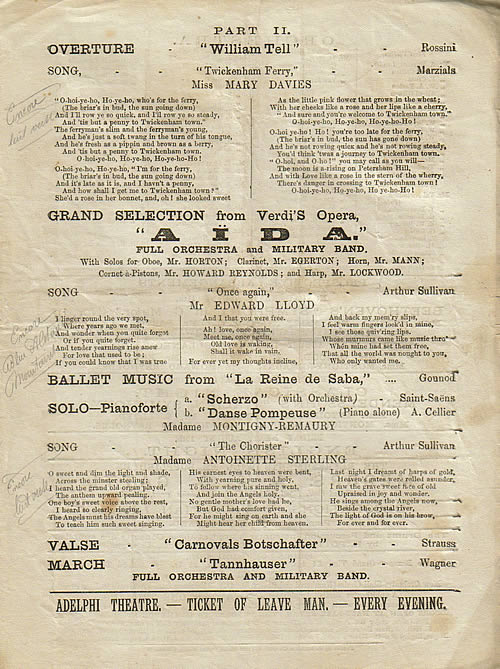 PART II.
OVERTURE "William Tell" - - Rossini
SONG, - - "Twickenham Ferry," - - Marzials
Miss MARY DAVIES
"O-hoi-ye-ho, Ho-ye-ho, who's for the ferry,
(The briar's in bud, the sun going down)
And I'll row ye so quick, and I'll row ye so steady,
And 'tis but a penny to Twickenham town."
The ferryman's slim and the ferryman's young,
And he's just a soft twang in the turn of his tongue,
And he's fresh as a pippin and brown as a berry,
And 'tis but a penny to Twickenham town.
O-hoi-ye-ho, Ho-ye-ho, Ho-ye-ho-Ho!
O-hoi-ye-ho, Ho-ye-ho, "I'm for the ferry,
(The briar's in bud, the sun going down)
And it's late as it is, and I havn't a penny,
And how shall I get me to Twickenham town?"
She'd a rose in her bonnet, and, oh! she looked sweet
As the little pink flower that grows in the wheat;
With her cheeks like a rose and her lips like a cherry,
"And sure and you're welcome to Twickenham town."
O-hoi-ye-ho, Ho-ye-ho, Ho-ye-ho-Ho!
O-hoi-ye-ho! Ho! you're too late for the ferry,
(The briar's in bud, the sun has gone down)
And he's not rowing quick and he's not rowing steady,
You'd think 'twas a journey to Twickenham town.
"O-hoi, and O-ho!" you may call as you will—
The moon is a-rising on Petersham Hill,
And with Love like a rose in the stern of the wherry,
There's danger in crossing to Twickenham town!
O-hoi-ye-ho, Ho-ye-ho, Ho-ye-ho-Ho!
GRAND SELECTION from Verdi'S Opera,
"AÏDA."
FULL ORCHESTRA and MILITARY BAND.
With Solos for Oboe, Mr. HORTON; Clarinet, Mr. EGERTON; Horn, Mr. MANN;
Cornet-à-Pistons, Mr. HOWARD REYNOLDS; and Harp, Mr. LOCKWOOD.
SONG - - "Once again," - - Arthur Sullivan
Mr EDWARD LLOYD
I linger round the very spot,
Where years ago we met,
And wonder when you quite forgot
Or if you quite forget.
And tender yearnings rise anew
For love that used to be;
If you could know that I was true
And I that you were free.
Ah! love, once again,
Meet me, once again,
Old love is waking,
Shall it wake in vain.
For ever yet my thoughts incline,
And back my mem'ry slips,
I feel warm fingers lock'd in mine,
I see those quiv'ring lips.
Whose murmurs came like music thro'
When none had set them free,
That all the world was nought to you,
Who only wanted me.
BALLET MUSIC from "La Reine de Saba," .... Gounod
SOLO—Pianoforte { a. "Scherzo" (with Orchestra) Saint-Saëns
b. "Danse Pompeuse" (Piano alone) A. Cellier
Madame MONTIGNY-REMAURY
SONG - - "The Chorister" - - Arthur Sullivan
Madame ANTOINETTE STERLING
O sweet and dim the light and shade,
Across the minster stealing;
I heard the grand old organ played,
The anthem upward pealing.
One boy's sweet voice above the rest,
I heard so clearly ringing,
The Angels must his dreams have blest
To teach him such sweet singing.
His earnest eyes to heaven were bent,
With yearning pure and holy,
To follow where his singing went,
And join the Angels holy.
No gentle mother's love had he,
But God had comfort given,
For he might sing on earth and she
Might hear her child from heaven.
Last night I dreamt of harps of gold,
Heaven's gates were rolled asunder,
I saw the grave sweet face of old
Upraised in joy and wonder.
He sings among the Angels now,
Beside the crystal river,
The light of God is on his brow,
For ever and for ever.
VALSE "Carnovals Botschafter" - - Strauss
MARCH - "Tannhauser" - - Wagner
FULL ORCHESTRA AND MILITARY BAND.
ADELPHI THEATRE. — TICKET OF LEAVE MAN. — EVERY EVENING.